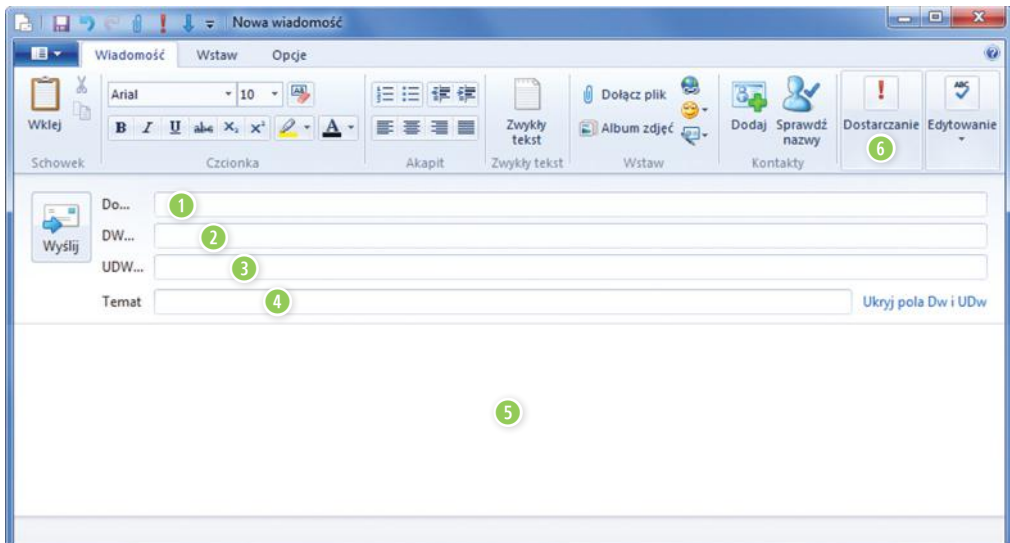 Nowa wiadomość
Wiadomość Wstaw Opcje
Wklej
Schowek
Arial 10
B I U abc X₂ X² A
Czcionka
Akapit
Zwykły tekst
Zwykły tekst
Dołącz plik
Album zdjęć
Wstaw
Dodaj Sprawdź nazwy
Kontakty
Dostarczanie
6
ABC
Edytowanie
Wyślij
Do... 1
DW... 2
UDW... 3
Temat 4
Ukryj pola Dw i UDw
5